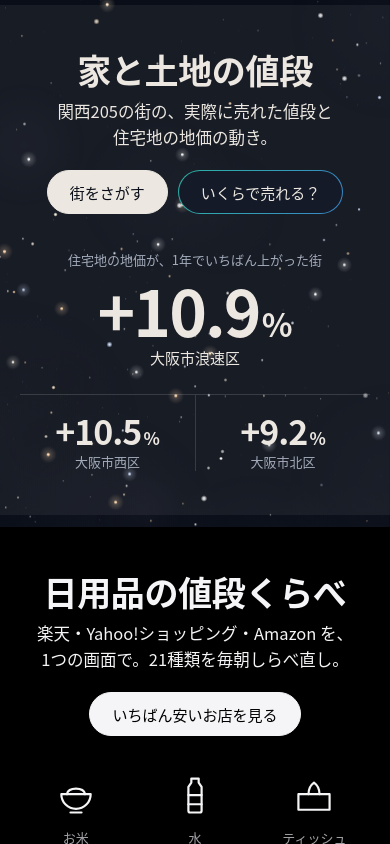 家と土地の値段
関西205の街の、実際に売れた値段と
住宅地の地価の動き。
街をさがす
いくらで売れる？
住宅地の地価が、1年でいちばん上がった街
+10.9%
大阪市浪速区
+10.5%
+9.2%
大阪市西区
大阪市北区
日用品の値段くらべ
楽天・Yahoo!ショッピング・Amazon を、
1つの画面で。21種類を毎朝しらべ直し。
いちばん安いお店を見る
お米
水
ティッシュ